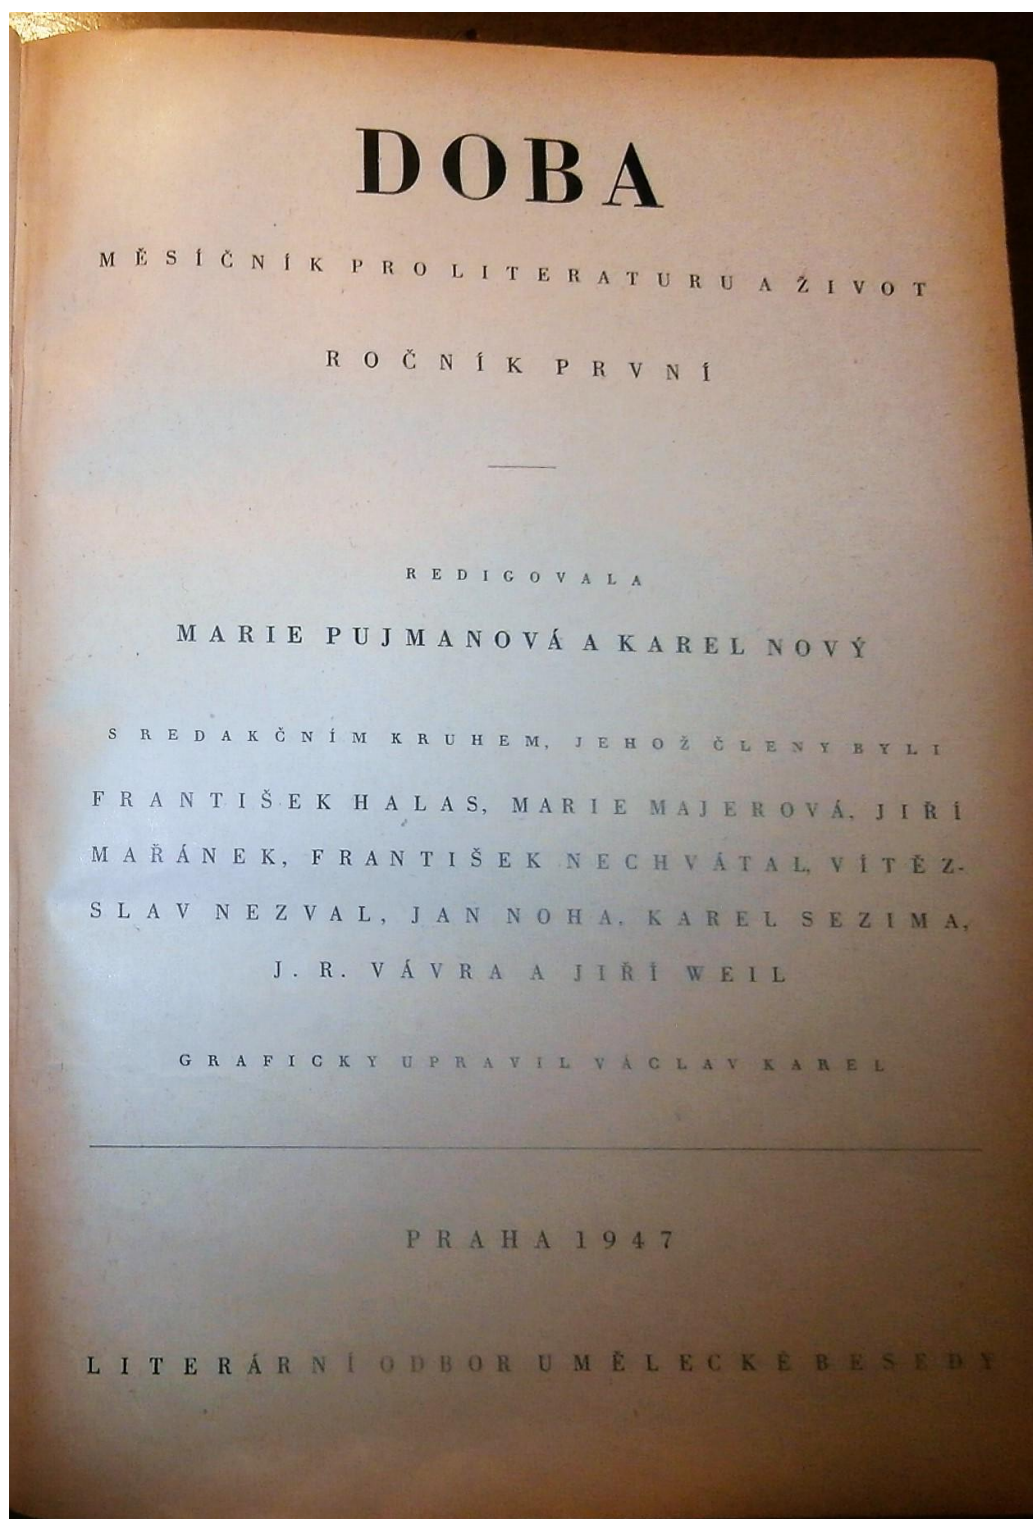 DOBA
MĚSÍČNÍK PRO LITERATURU A ŽIVOT
ROČNÍK PRVNÍ
REDIGOVALA
MARIE PUJMANOVÁ A KAREL NOVÝ
S REDAKČNÍM KRUHEM, JEHOŽ ČLENY BYLI
FRANTIŠEK HALAS, MARIE MAJEROVÁ, JIŘÍ
MAŘÁNEK, FRANTIŠEK NECHVÁTAL, VÍTĚZ-
SLAV NEZVAL, JAN NOHA, KAREL SEZIMA,
J. R. VÁVRA A JIŘÍ WEIL
GRAFICKY UPRAVIL VÁCLAV KAREL
PRAHA 1947
LITERÁRNÍ ODBOR UMĚLECKÉ BESEDY